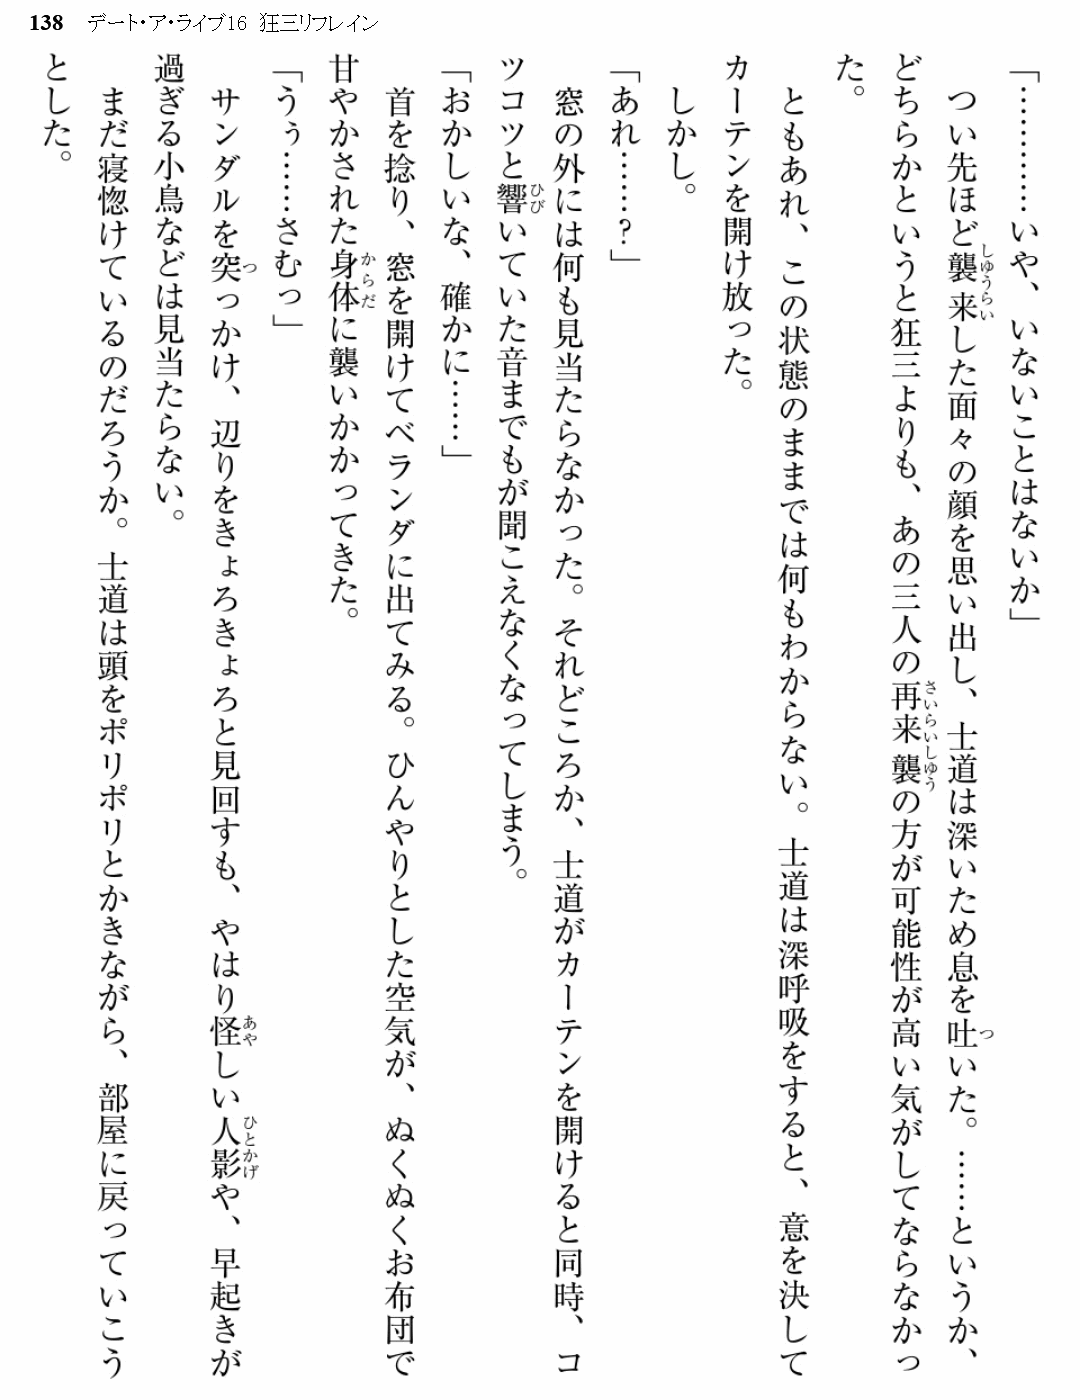 138 デート・ア・ライブ16 狂三リフレイン
「…………いや、いないことはないか」
つい先ほど襲来した面々の顔を思い出し、士道は深いため息を吐いた。……というか、
どちらかというと狂三よりも、あの三人の再来襲の方が可能性が高い気がしてならなかっ
た。
ともあれ、この状態のままでは何もわからない。士道は深呼吸をすると、意を決して
カーテンを開け放った。
しかし。
「あれ……？」
窓の外には何も見当たらなかった。それどころか、士道がカーテンを開けると同時、コ
ツコツと響いていた音までもが聞こえなくなってしまう。
「おかしいな、確かに……」
首を捻り、窓を開けてベランダに出てみる。ひんやりとした空気が、ぬくぬくお布団で
甘やかされた身体に襲いかかってきた。
「うぅ……さむっ」
サンダルを突っかけ、辺りをきょろきょろと見回すも、やはり怪しい人影や、早起きが
過ぎる小鳥などは見当たらない。
まだ寝惚けているのだろうか。士道は頭をポリポリとかきながら、部屋に戻っていこう
とした。